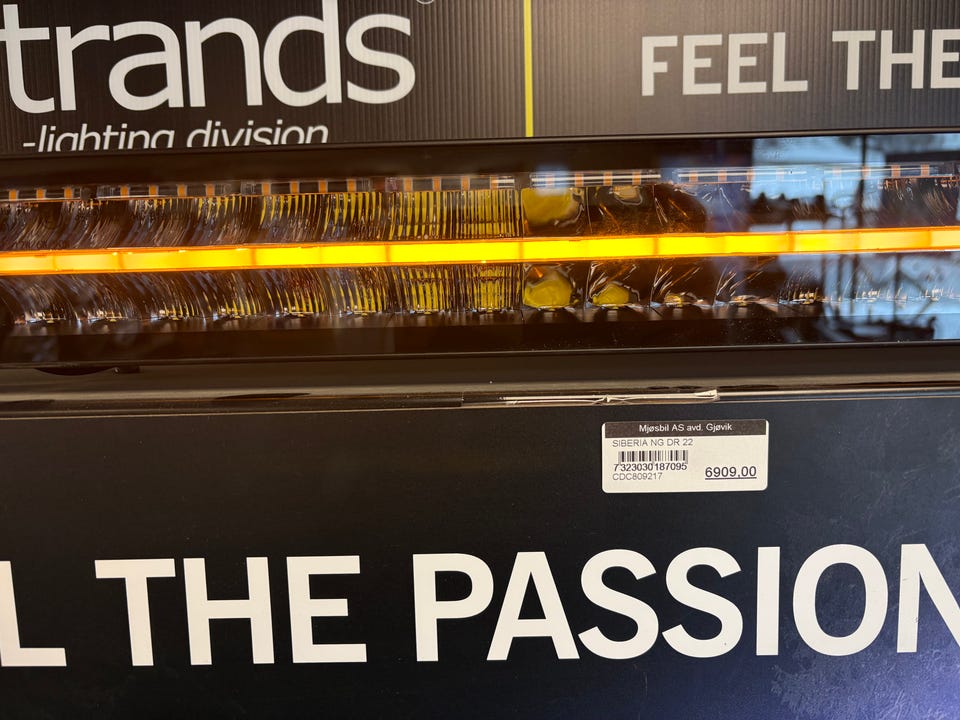 trands
-lighting division
FEEL THE
Mjøsbil AS avd. Gjøvik
SIBERIA NG DR 22
7323030187095
CDC809217
6909,00
L THE PASSION